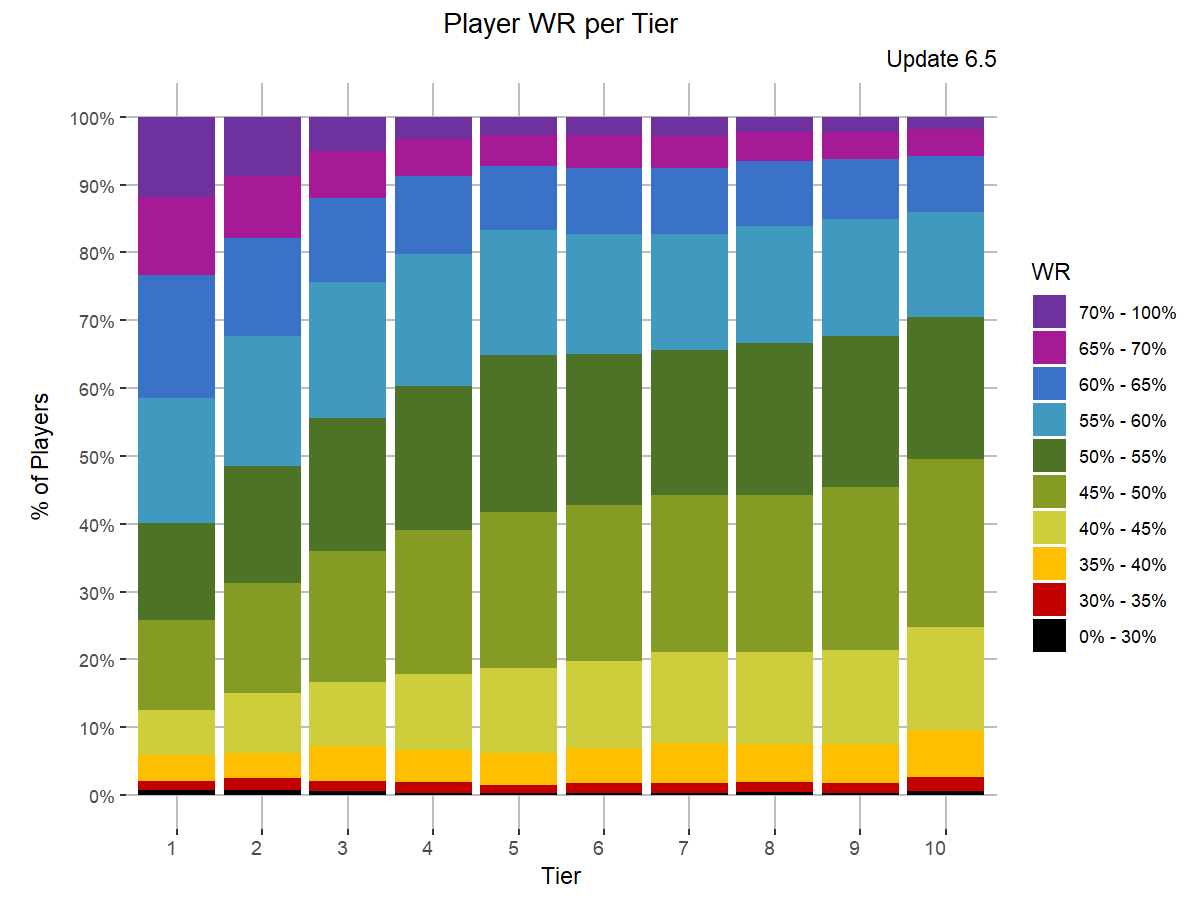 Player WR per Tier
Update 6.5
100%
90%
80%
70%
60%
50%
40%
30%
20%
10%
0%
% of Players
1 2 3 4 5 6 7 8 9 10
Tier
WR
70% - 100%
65% - 70%
60% - 65%
55% - 60%
50% - 55%
45% - 50%
40% - 45%
35% - 40%
30% - 35%
0% - 30%